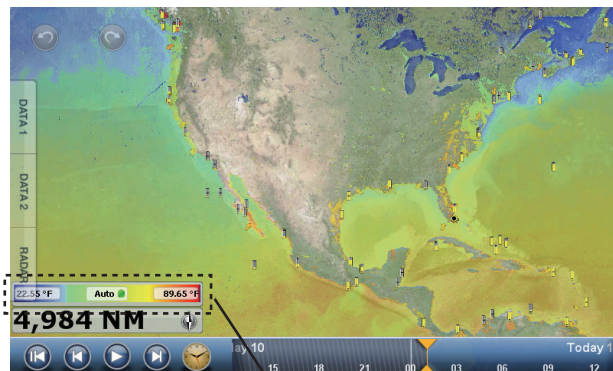 DATA 1
DATA 2
RADAR
22.55 °F Auto 89.65 °F
4,984 NM
ay 10 Today 1
15 18 21 00 03 06 09 12